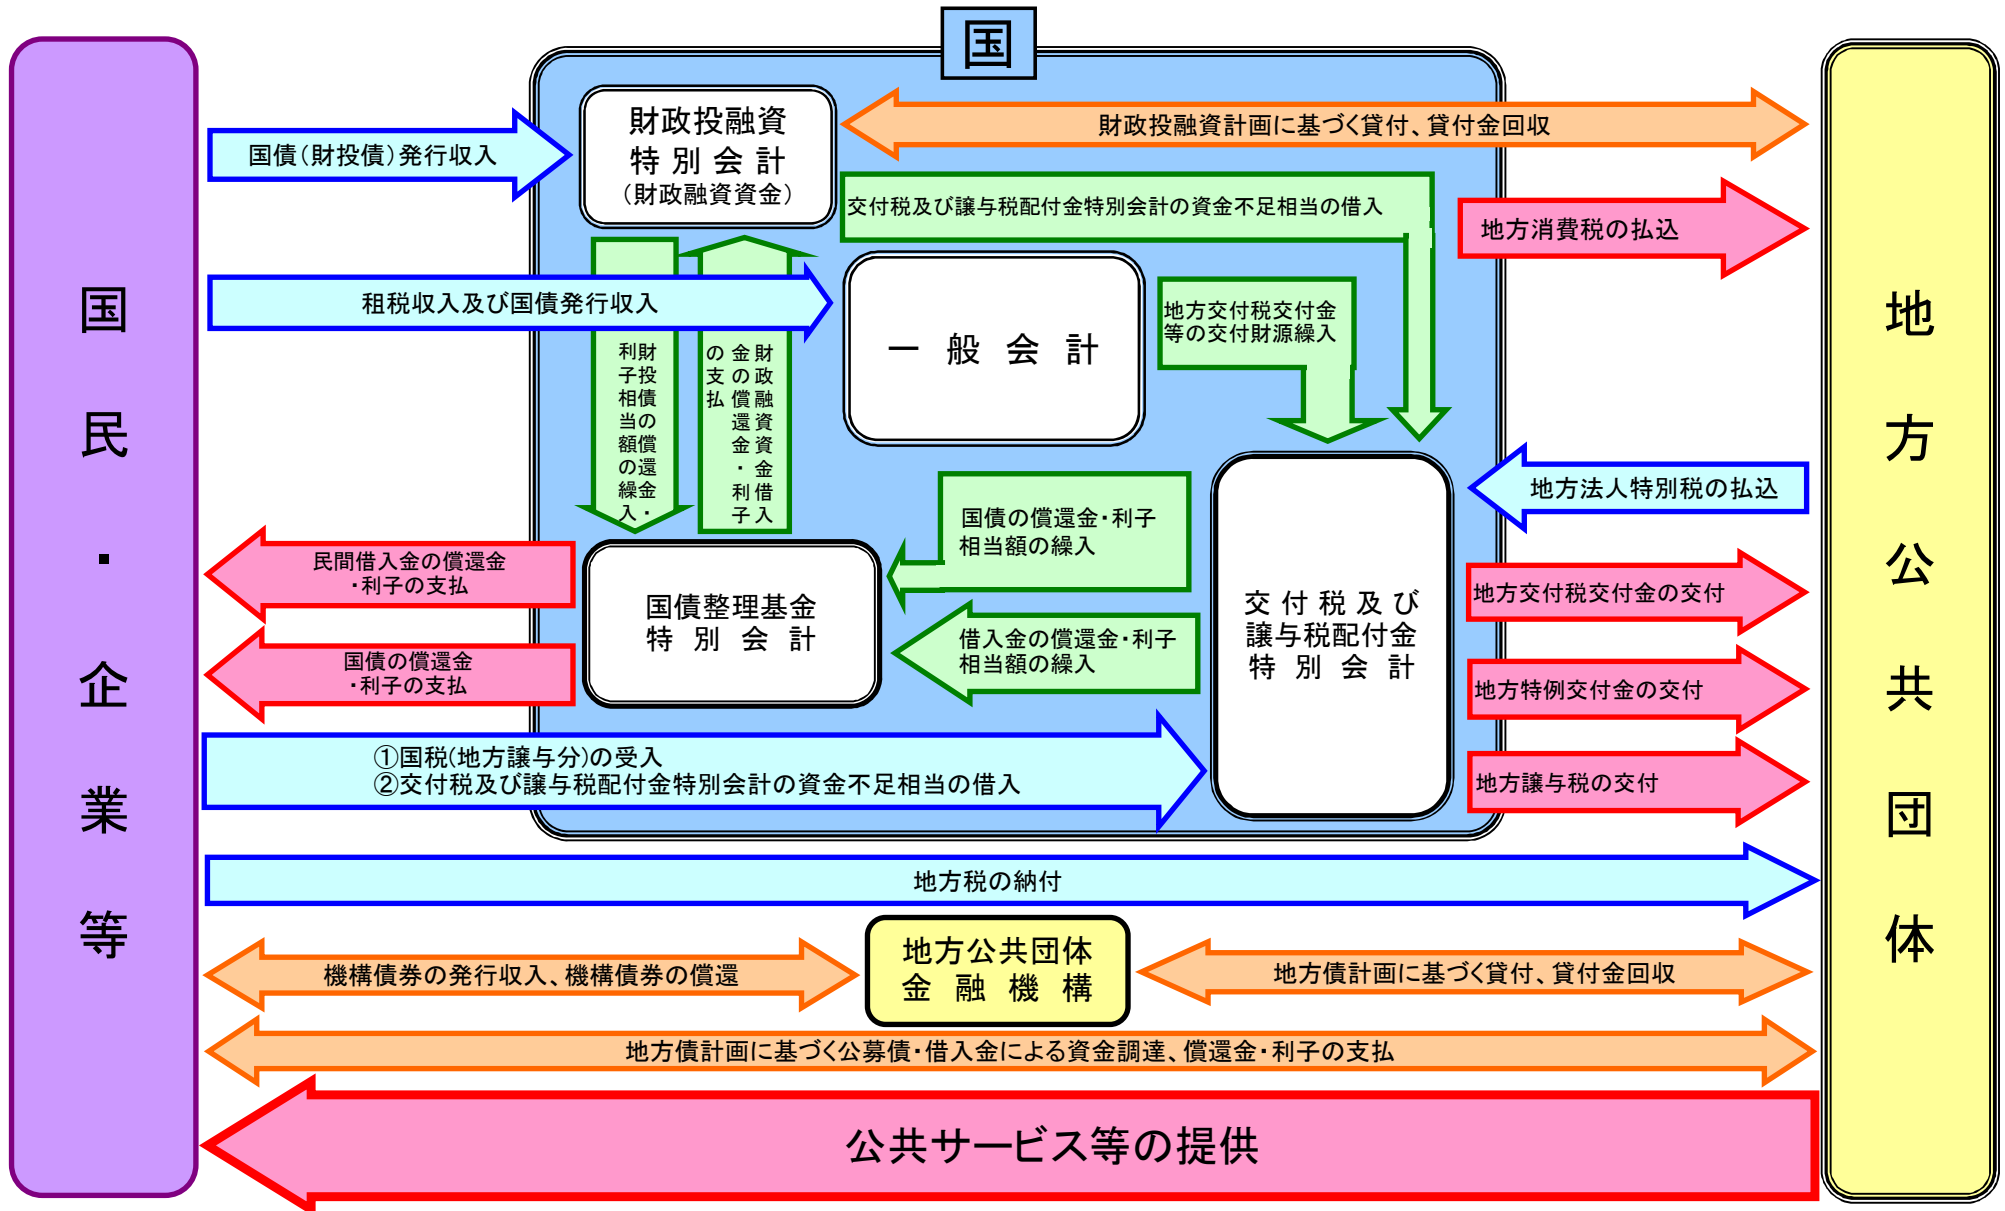 国
国民・企業等
地方公共団体
財政投融資
特別会計
（財政融資資金）
財政投融資計画に基づく貸付、貸付金回収
国債（財投債）発行収入
交付税及び譲与税配付金特別会計の資金不足相当の借入
地方消費税の払込
租税収入及び国債発行収入
一般会計
地方交付税交付金
等の交付財源繰入
財投債の償還金・
利子相当額の繰入
財政融資資金借入
金の償還金・利子
の支払
地方法人特別税の払込
国債の償還金・利子
相当額の繰入
民間借入金の償還金
・利子の支払
国債整理基金
特別会計
交付税及び
譲与税配付金
特別会計
地方交付税交付金の交付
借入金の償還金・利子
相当額の繰入
国債の償還金
・利子の支払
地方特例交付金の交付
①国税(地方譲与分)の受入
②交付税及び譲与税配付金特別会計の資金不足相当の借入
地方譲与税の交付
地方税の納付
地方公共団体
金融機構
機構債券の発行収入、機構債券の償還
地方債計画に基づく貸付、貸付金回収
地方債計画に基づく公募債・借入金による資金調達、償還金・利子の支払
公共サービス等の提供